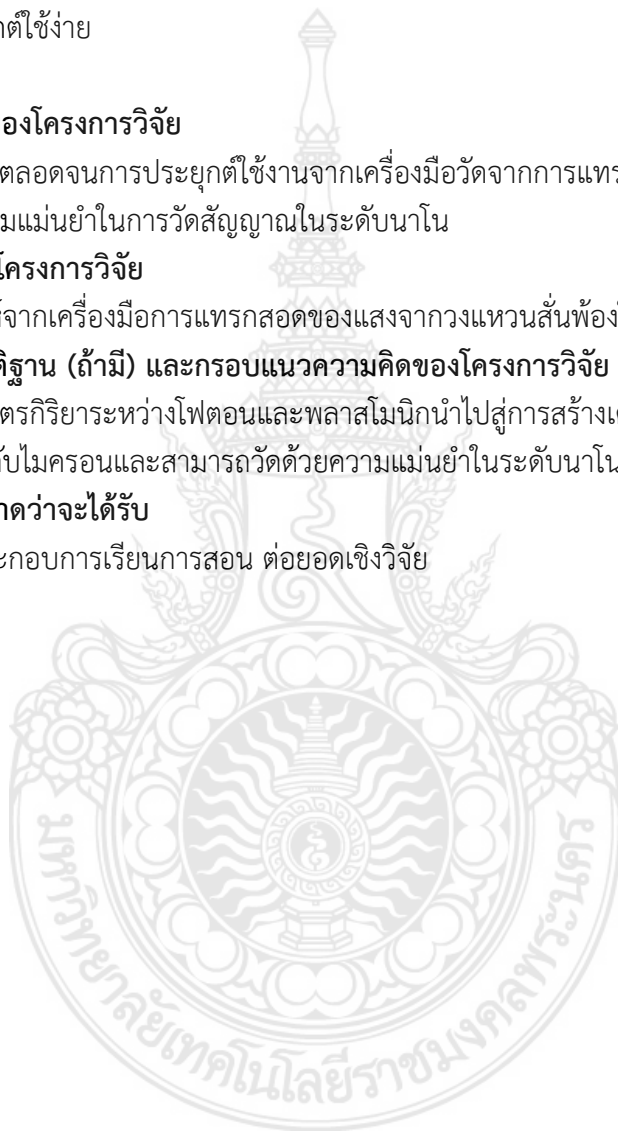 ต์ใช้ง่าย
องโครงการวิจัย
ตลอดจนการประยุกต์ใช้งานจากเครื่องมือวัดจากการแทร
มแม่นยำในการวัดสัญญาณในระดับนาโน
โครงการวิจัย
จากเครื่องมือการแทรกสอดของแสงจากวงแหวนสั่นพ้อง
ติฐาน (ถ้ามี) และกรอบแนวความคิดของโครงการวิจัย
ตรกิริยาระหว่างโฟตอนและพลาสโมนิกนำไปสู่การสร้างเ
ับไมครอนและสามารถวัดด้วยความแม่นยำในระดับนาโน
าดว่าจะได้รับ
ะกอบการเรียนการสอน ต่อยอดเชิงวิจัย
มหาวิทยาลัยเทคโนโลยีราชมงคลพระนคร